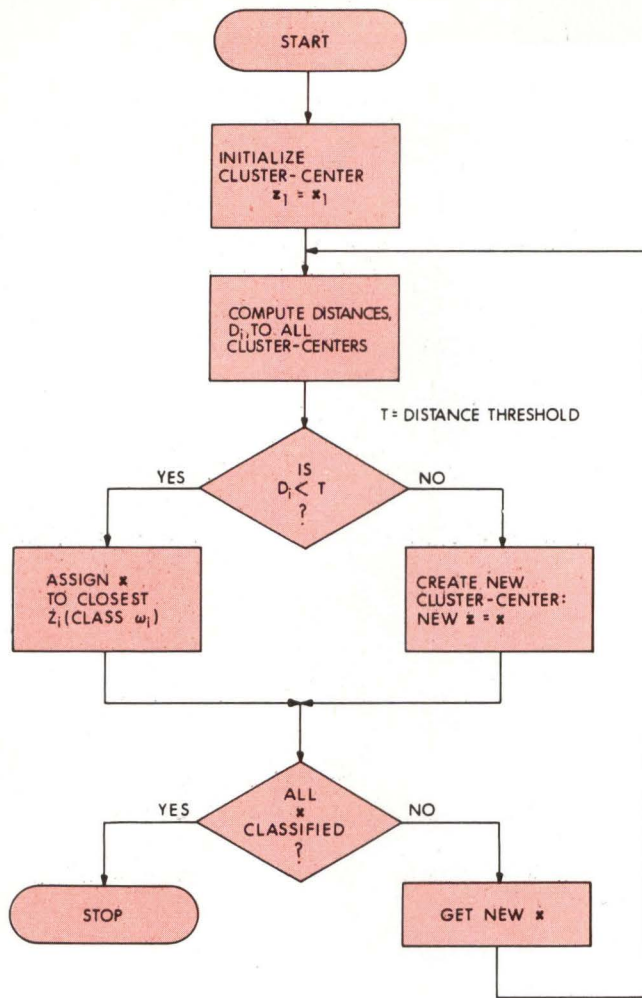 START
INITIALIZE
CLUSTER-CENTER
z₁ = x₁
COMPUTE DISTANCES,
Dᵢ, TO ALL
CLUSTER-CENTERS
T = DISTANCE THRESHOLD
IS
Dᵢ < T
?
YES
NO
ASSIGN x
TO CLOSEST
Zᵢ (CLASS ωᵢ)
CREATE NEW
CLUSTER-CENTER:
NEW z = x
ALL
x
CLASSIFIED
?
YES
NO
STOP
GET NEW x